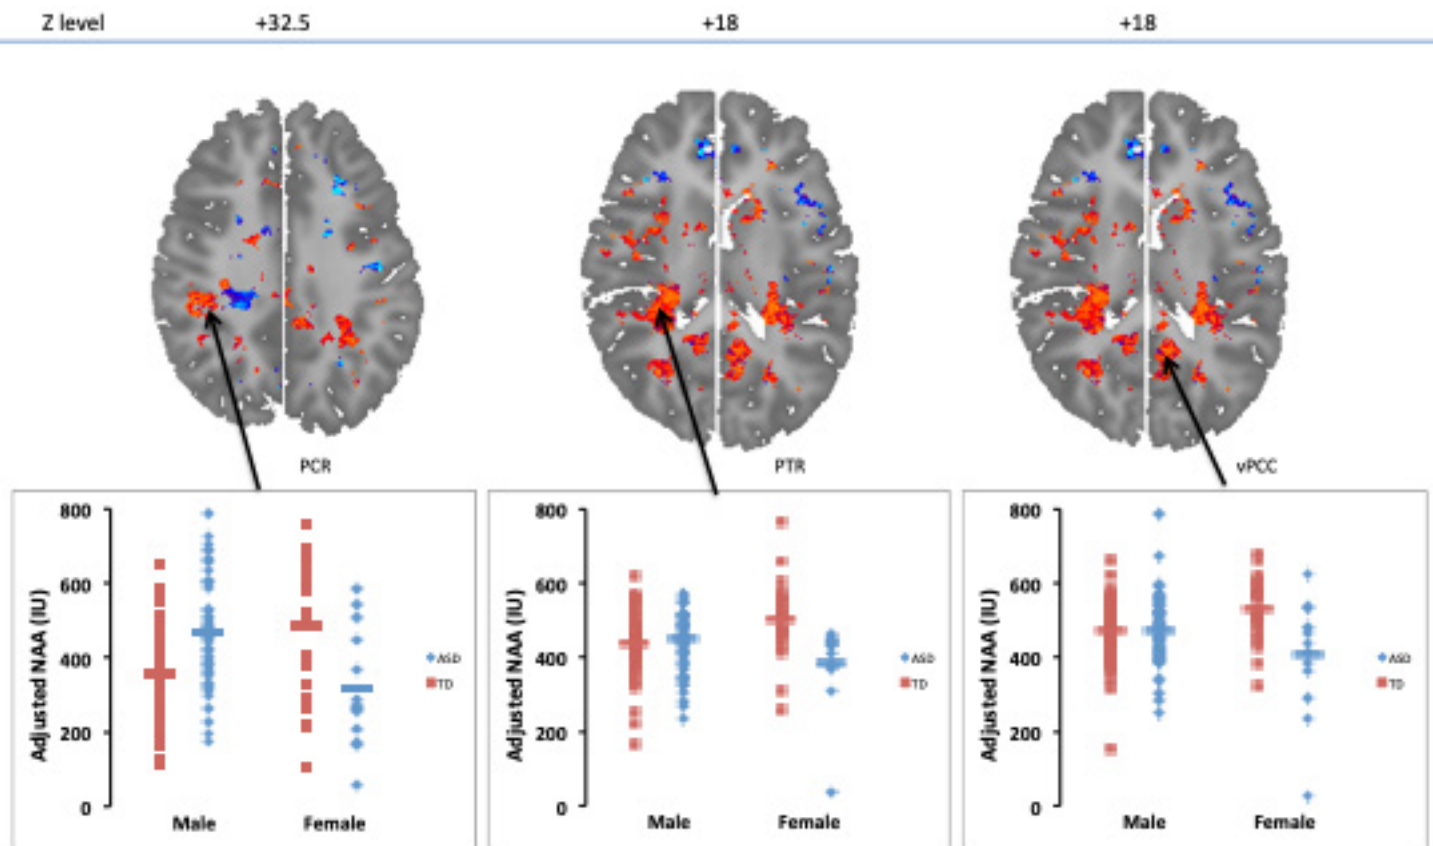 Z level +32.5 +18 +18
PCR PTR vPCC
800 800 800
600 600 600
400 400 400
200 200 200
0 0 0
Adjusted NAA (IU) Adjusted NAA (IU) Adjusted NAA (IU)
ASD ASD ASD
TD TD TD
Male Female Male Female Male Female